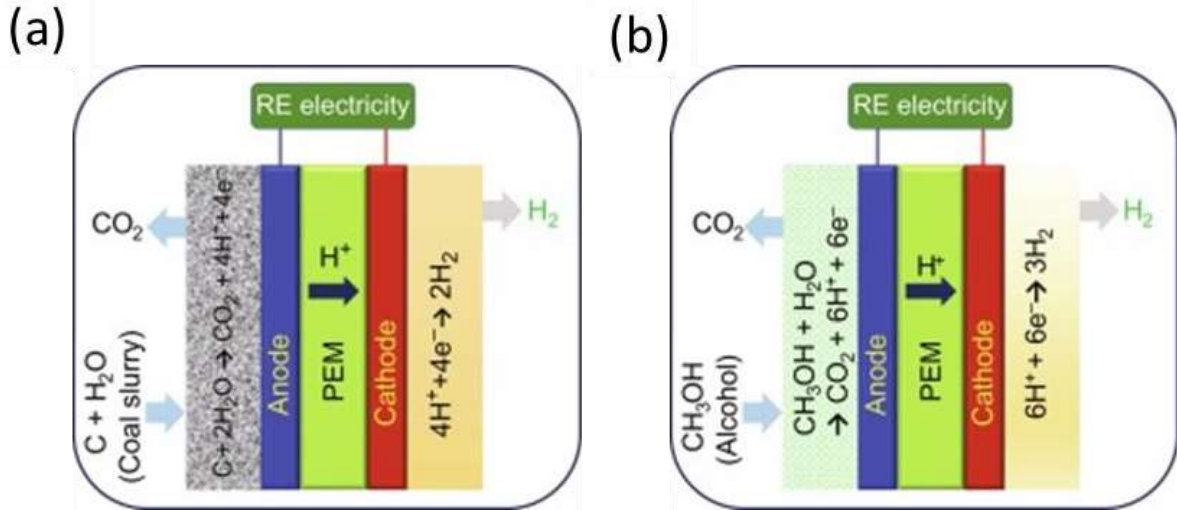 (a)
RE electricity
CO₂
C + H₂O
(Coal slurry)
C + 2H₂O → CO₂ + 4H⁺+4e⁻
Anode
PEM
H⁺
Cathode
4H⁺+4e⁻→ 2H₂
H₂
(b)
RE electricity
CO₂
CH₃OH
(Alcohol)
CH₃OH + H₂O
→ CO₂ + 6H⁺ + 6e⁻
Anode
PEM
H⁺
Cathode
6H⁺ + 6e⁻→ 3H₂
H₂